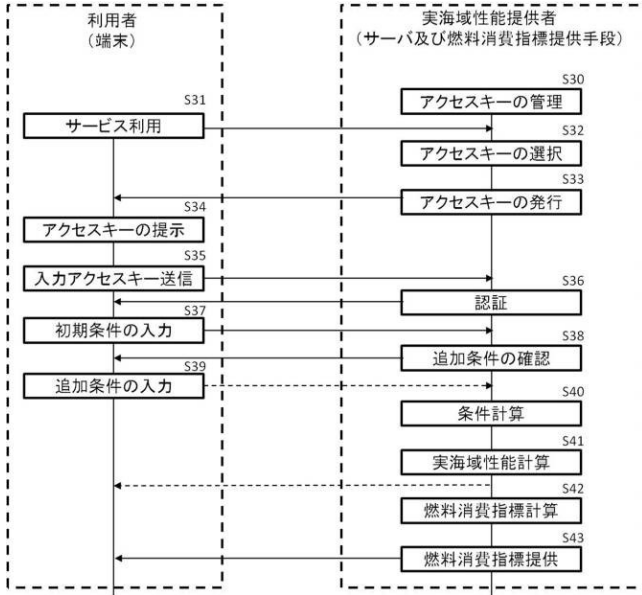 利用者
(端末)
実海域性能提供者
(サーバ及び燃料消費指標提供手段)
S30
アクセスキーの管理
S31
サービス利用
S32
アクセスキーの選択
S33
アクセスキーの発行
S34
アクセスキーの提示
S35
入力アクセスキー送信
S36
認証
S37
初期条件の入力
S38
追加条件の確認
S39
追加条件の入力
S40
条件計算
S41
実海域性能計算
S42
燃料消費指標計算
S43
燃料消費指標提供